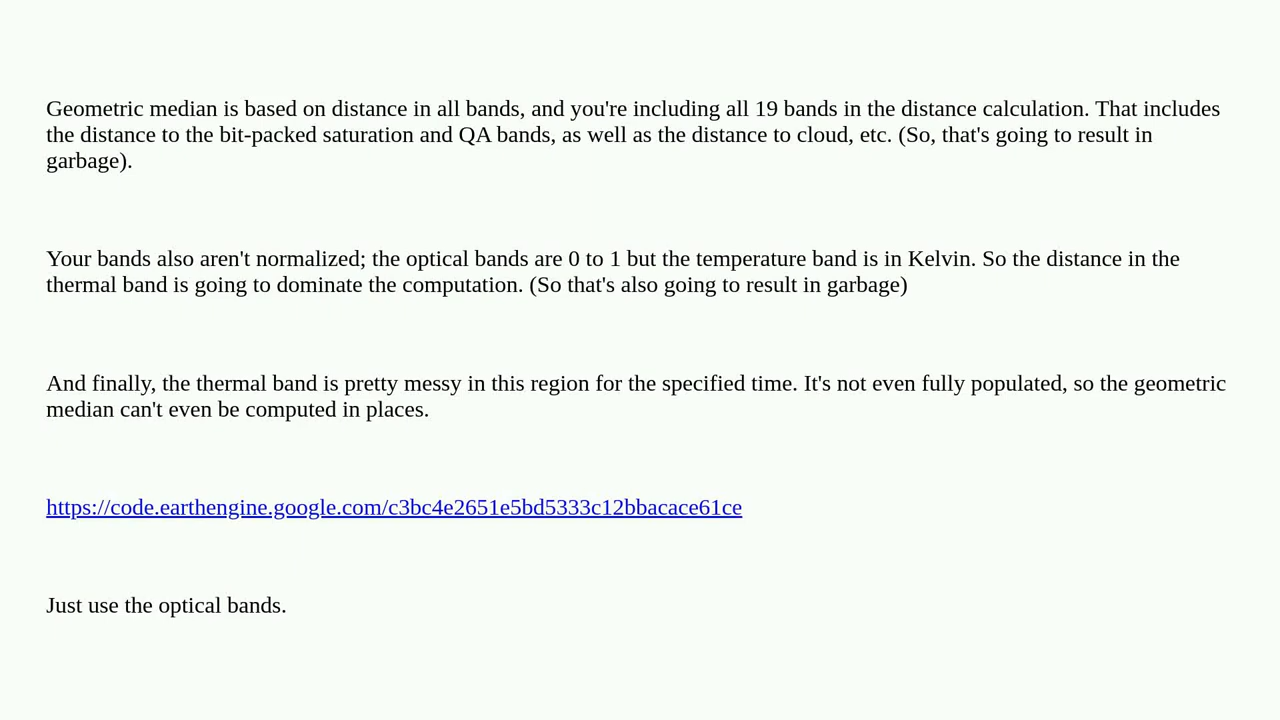 Geometric median is based on distance in all bands, and you're including all 19 bands in the distance calculation. That includes
the distance to the bit-packed saturation and QA bands, as well as the distance to cloud, etc. (So, that's going to result in
garbage).
Your bands also aren't normalized; the optical bands are 0 to 1 but the temperature band is in Kelvin. So the distance in the
thermal band is going to dominate the computation. (So that's also going to result in garbage)
And finally, the thermal band is pretty messy in this region for the specified time. It's not even fully populated, so the geometric
median can't even be computed in places.
https://code.earthengine.google.com/c3bc4e2651e5bd5333c12bbacace61ce
Just use the optical bands.